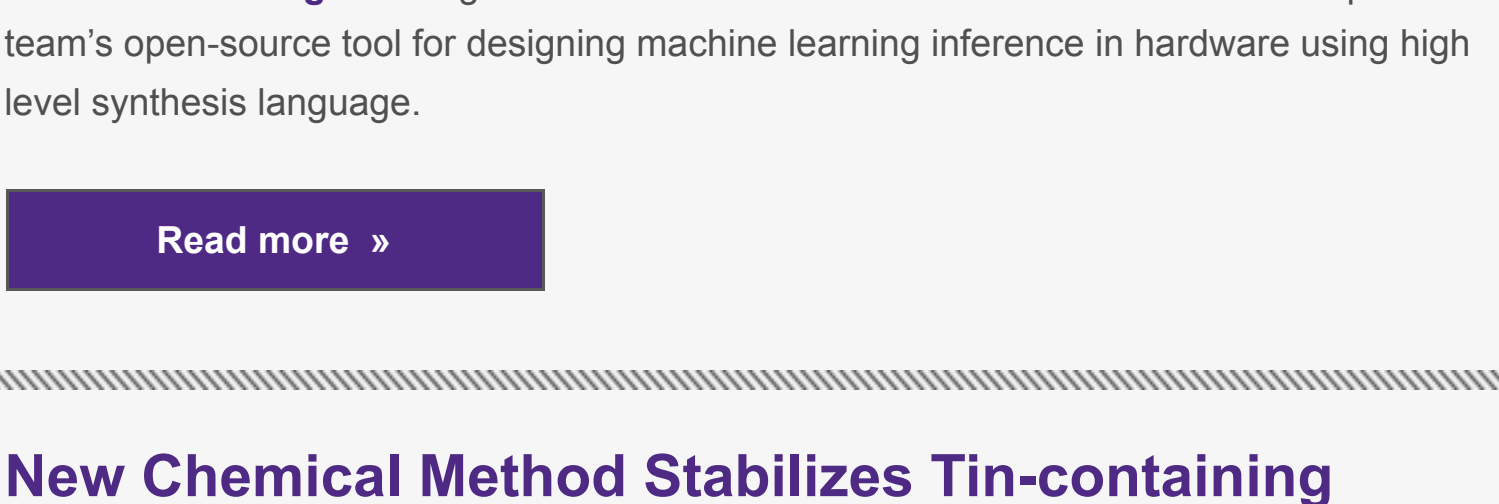 team’s open-source tool for designing machine learning inference in hardware using high
level synthesis language.
Read more »
New Chemical Method Stabilizes Tin-containing